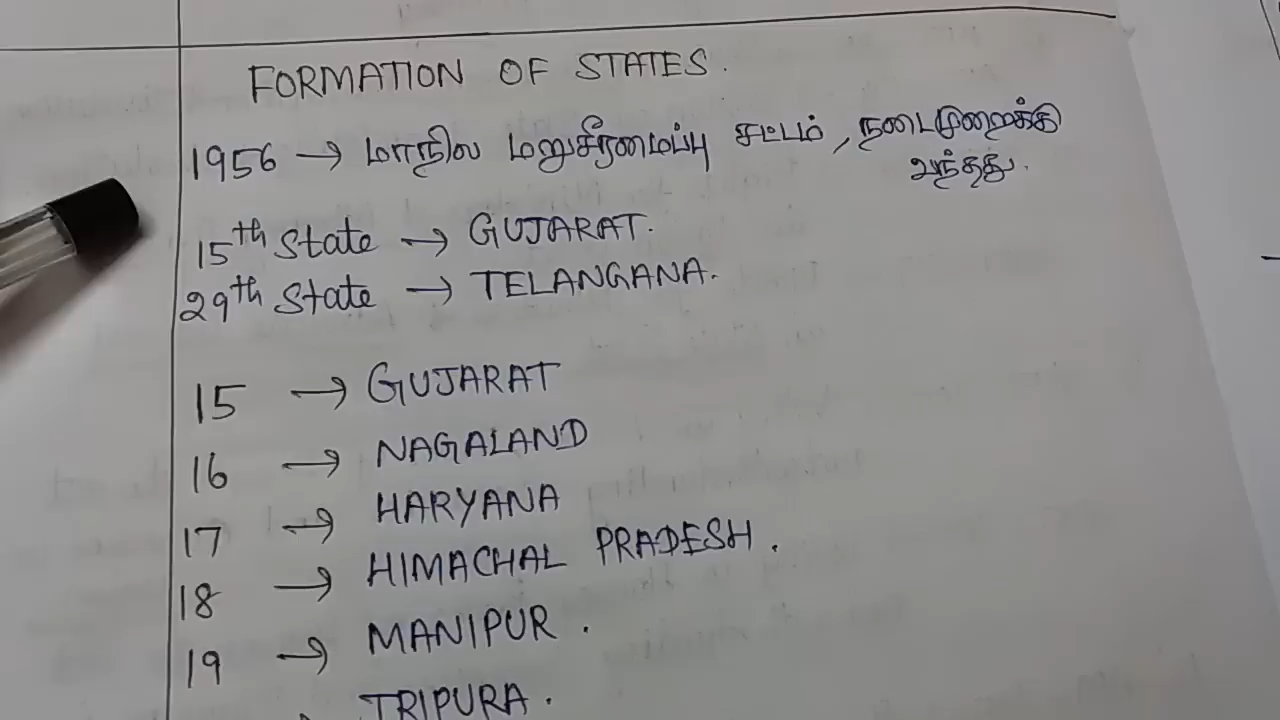 FORMATION OF STATES.
1956 → மாநில மறுசீரமைப்பு சட்டம், நடைமுறைக்கு
வந்தது.
15th State → GUJARAT.
29th State → TELANGANA.
15 → GUJARAT
16 → NAGALAND
17 → HARYANA
18 → HIMACHAL PRADESH.
19 → MANIPUR.
TRIPURA.